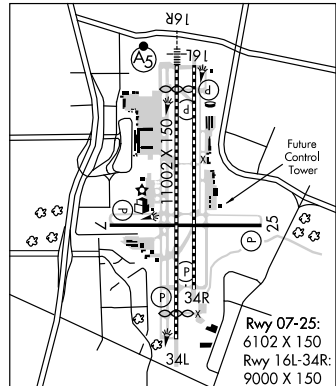 16R
16L
A5
P
P
11002 X 150
X
Future
Control
Tower
P
7
25
P
P
P
34R
X
34L
Rwy 07-25:
6102 X 150
Rwy 16L-34R:
9000 X 150